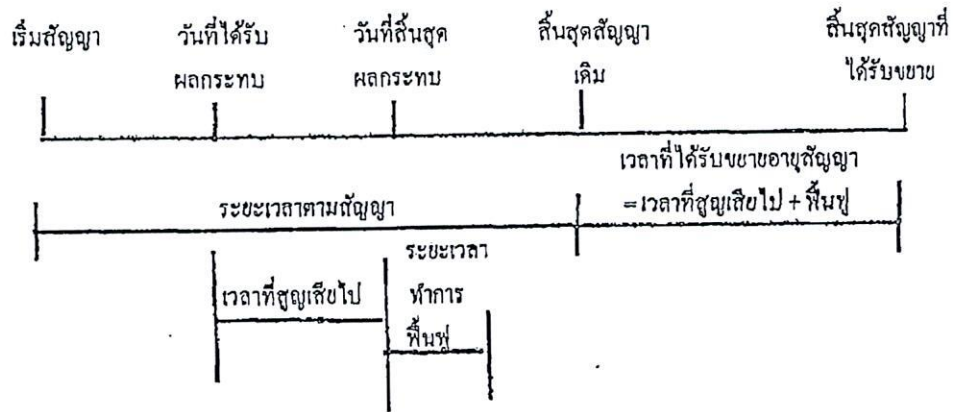 เริ่มสัญญา
วันที่ได้รับ
ผลกระทบ
วันที่สิ้นสุด
ผลกระทบ
สิ้นสุดสัญญา
เดิม
สิ้นสุดสัญญาที่
ได้รับขยาย
เวลาที่ได้รับขยายอายุสัญญา
=เวลาที่สูญเสียไป + ฟื้นฟู
ระยะเวลาตามสัญญา
เวลาที่สูญเสียไป
ระยะเวลา
ทำการ
ฟื้นฟู